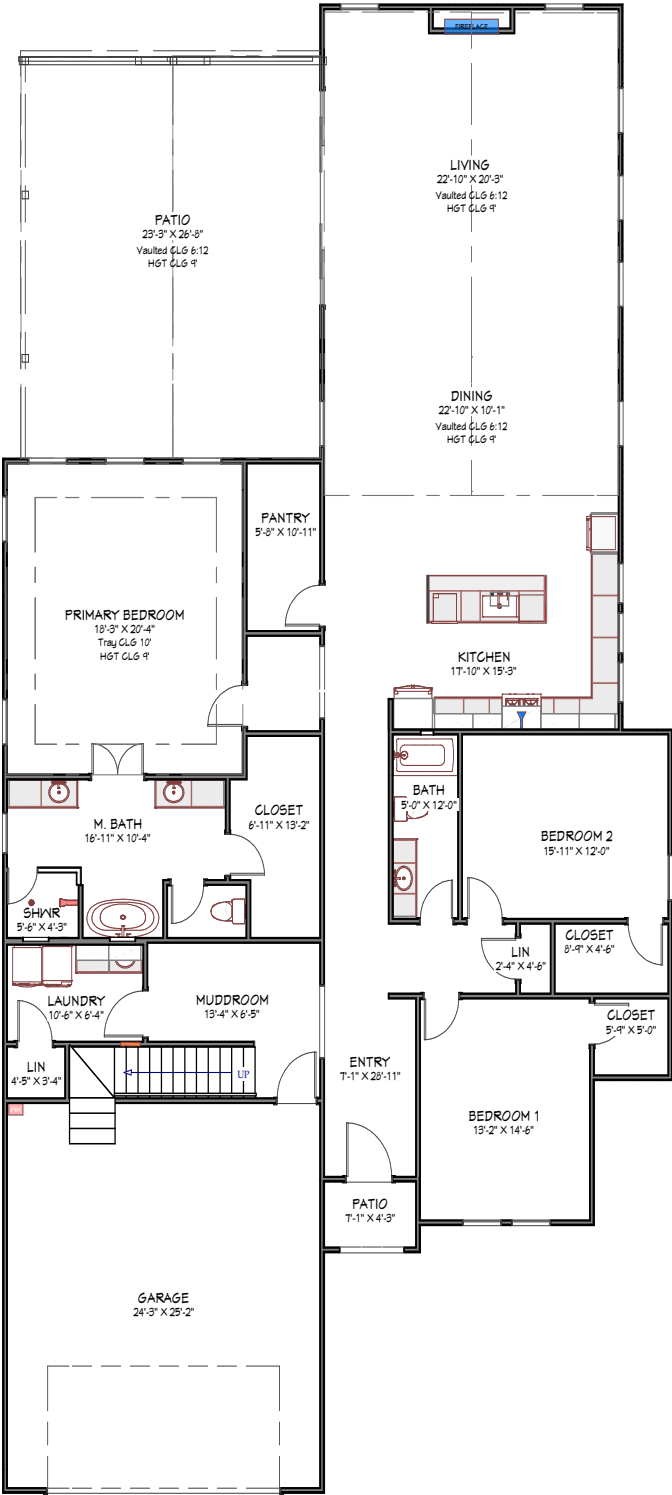 FIREPLACE
LIVING
22'-10" X 20'-3"
Vaulted CLG 6:12
HGT CLG 9'
PATIO
23'-3" X 26'-8"
Vaulted CLG 6:12
HGT CLG 9'
DINING
22'-10" X 10'-1"
Vaulted CLG 6:12
HGT CLG 9'
PANTRY
5'-8" X 10'-11"
PRIMARY BEDROOM
18'-3" X 20'-4"
Tray CLG 10'
HGT CLG 9'
KITCHEN
17'-10" X 15'-3"
BATH
5'-0" X 12'-0"
CLOSET
6'-11" X 13'-2"
M. BATH
16'-11" X 10'-4"
BEDROOM 2
15'-11" X 12'-0"
SHWR
5'-6" X 4'-3"
CLOSET
8'-9" X 4'-6"
LIN
2'-4" X 4'-6"
LAUNDRY
10'-6" X 6'-4"
MUDDROOM
13'-4" X 6'-5"
CLOSET
5'-9" X 5'-0"
LIN
4'-5" X 3'-4"
UP
ENTRY
7'-1" X 28'-11"
BEDROOM 1
13'-2" X 14'-6"
PATIO
7'-1" X 4'-3"
GARAGE
24'-3" X 25'-2"